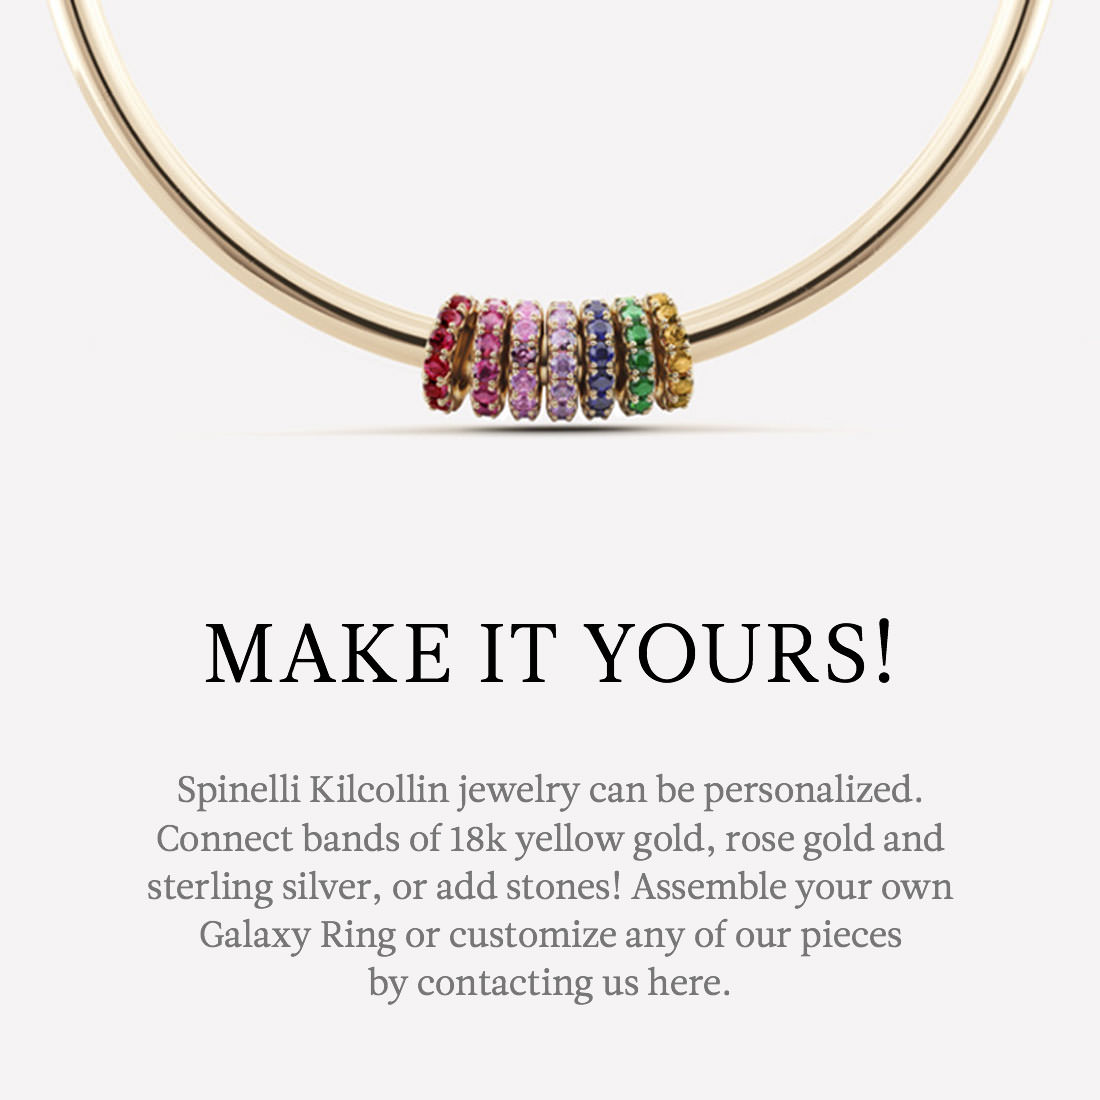 MAKE IT YOURS!
Spinelli Kilcollin jewelry can be personalized.
Connect bands of 18k yellow gold, rose gold and
sterling silver, or add stones! Assemble your own
Galaxy Ring or customize any of our pieces
by contacting us here.